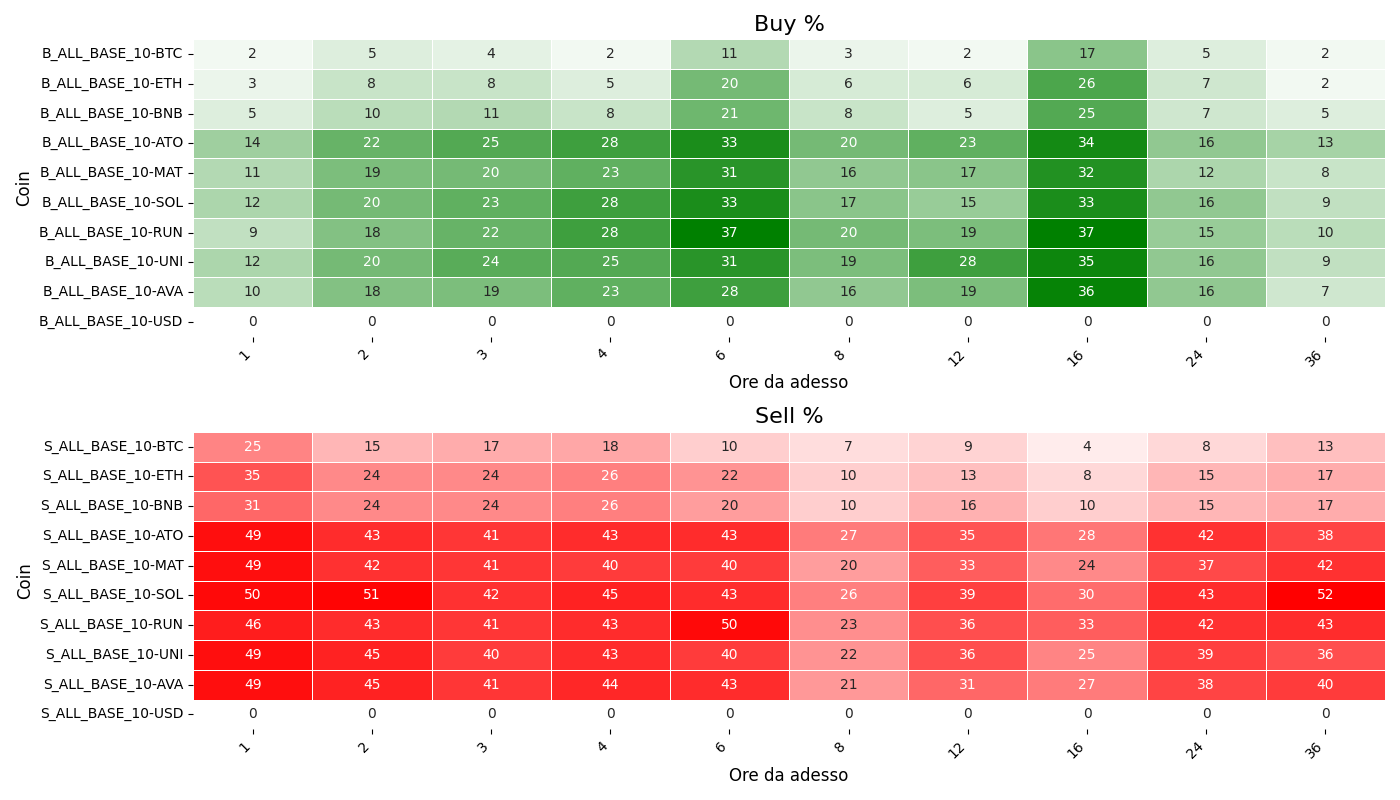 Buy %
Coin
B_ALL_BASE_10-BTC 2 5 4 2 11 3 2 17 5 2
B_ALL_BASE_10-ETH 3 8 8 5 20 6 6 26 7 2
B_ALL_BASE_10-BNB 5 10 11 8 21 8 5 25 7 5
B_ALL_BASE_10-ATO 14 22 25 28 33 20 23 34 16 13
B_ALL_BASE_10-MAT 11 19 20 23 31 16 17 32 12 8
B_ALL_BASE_10-SOL 12 20 23 28 33 17 15 33 16 9
B_ALL_BASE_10-RUN 9 18 22 28 37 20 19 37 15 10
B_ALL_BASE_10-UNI 12 20 24 25 31 19 28 35 16 9
B_ALL_BASE_10-AVA 10 18 19 23 28 16 19 36 16 7
B_ALL_BASE_10-USD 0 0 0 0 0 0 0 0 0 0
1 2 3 4 6 8 12 16 24 36
Ore da adesso
Sell %
Coin
S_ALL_BASE_10-BTC 25 15 17 18 10 7 9 4 8 13
S_ALL_BASE_10-ETH 35 24 24 26 22 10 13 8 15 17
S_ALL_BASE_10-BNB 31 24 24 26 20 10 16 10 15 17
S_ALL_BASE_10-ATO 49 43 41 43 43 27 35 28 42 38
S_ALL_BASE_10-MAT 49 42 41 40 40 20 33 24 37 42
S_ALL_BASE_10-SOL 50 51 42 45 43 26 39 30 43 52
S_ALL_BASE_10-RUN 46 43 41 43 50 23 36 33 42 43
S_ALL_BASE_10-UNI 49 45 40 43 40 22 36 25 39 36
S_ALL_BASE_10-AVA 49 45 41 44 43 21 31 27 38 40
S_ALL_BASE_10-USD 0 0 0 0 0 0 0 0 0 0
1 2 3 4 6 8 12 16 24 36
Ore da adesso